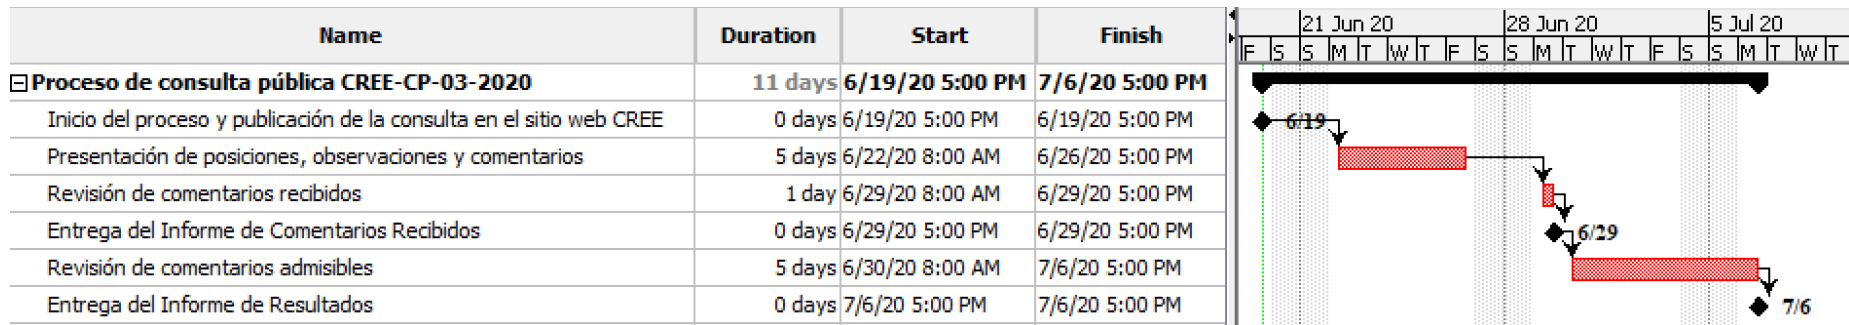 Name Duration Start Finish 21 Jun 20 28 Jun 20 5 Jul 20
F S S M T W T F S S M T W T F S S M T W T
Proceso de consulta pública CREE-CP-03-2020 11 days 6/19/20 5:00 PM 7/6/20 5:00 PM
Inicio del proceso y publicación de la consulta en el sitio web CREE 0 days 6/19/20 5:00 PM 6/19/20 5:00 PM 6/19
Presentación de posiciones, observaciones y comentarios 5 days 6/22/20 8:00 AM 6/26/20 5:00 PM
Revisión de comentarios recibidos 1 day 6/29/20 8:00 AM 6/29/20 5:00 PM
Entrega del Informe de Comentarios Recibidos 0 days 6/29/20 5:00 PM 6/29/20 5:00 PM 6/29
Revisión de comentarios admisibles 5 days 6/30/20 8:00 AM 7/6/20 5:00 PM
Entrega del Informe de Resultados 0 days 7/6/20 5:00 PM 7/6/20 5:00 PM 7/6